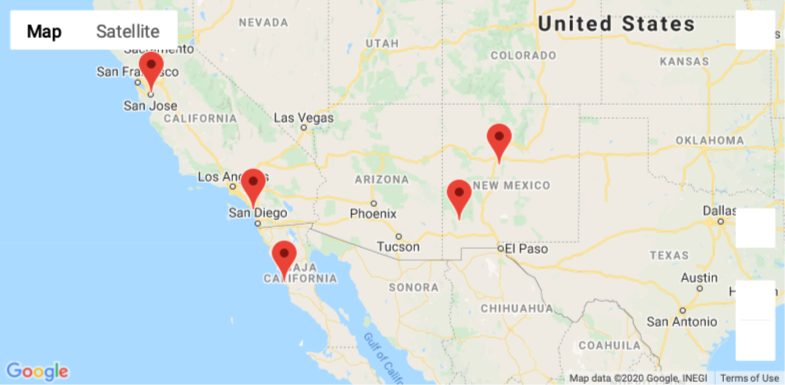 Map Satellite
United States
NEVADA
UTAH
COLORADO
KANSAS
Sacramento
San Francisco
San Jose
CALIFORNIA
Las Vegas
OKLAHOMA
Los Angeles
ARIZONA
NEW MEXICO
San Diego
Phoenix
Dallas
Tucson
El Paso
TEXAS
BAJA
CALIFORNIA
SONORA
Austin
CHIHUAHUA
San Antonio
Gulf of
COAHUILA
Google
Map data ©2020 Google, INEGI Terms of Use